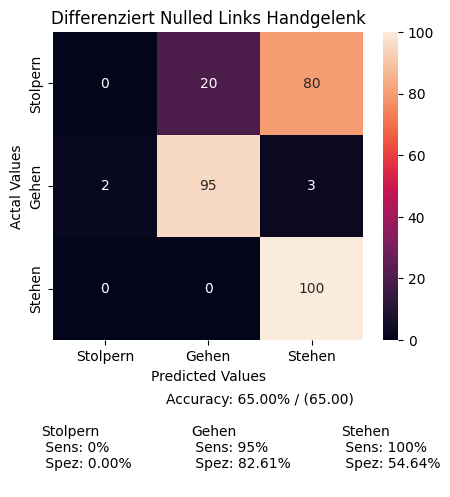 Differenziert Nulled Links Handgelenk
Actal Values
Stolpern 0 20 80
Gehen 2 95 3
Stehen 0 0 100
100
80
60
40
20
0
Stolpern Gehen Stehen
Predicted Values
Accuracy: 65.00% / (65.00)
Stolpern Gehen Stehen
Sens: 0% Sens: 95% Sens: 100%
Spez: 0.00% Spez: 82.61% Spez: 54.64%